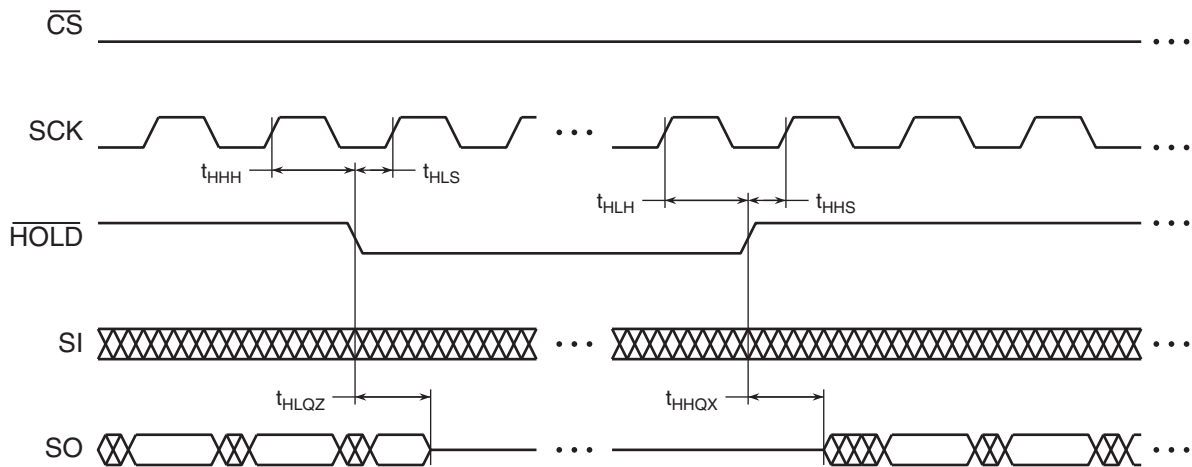 CS
SCK
tHHH
tHLS
tHLH
tHHS
HOLD
SI
tHLQZ
tHHQX
SO